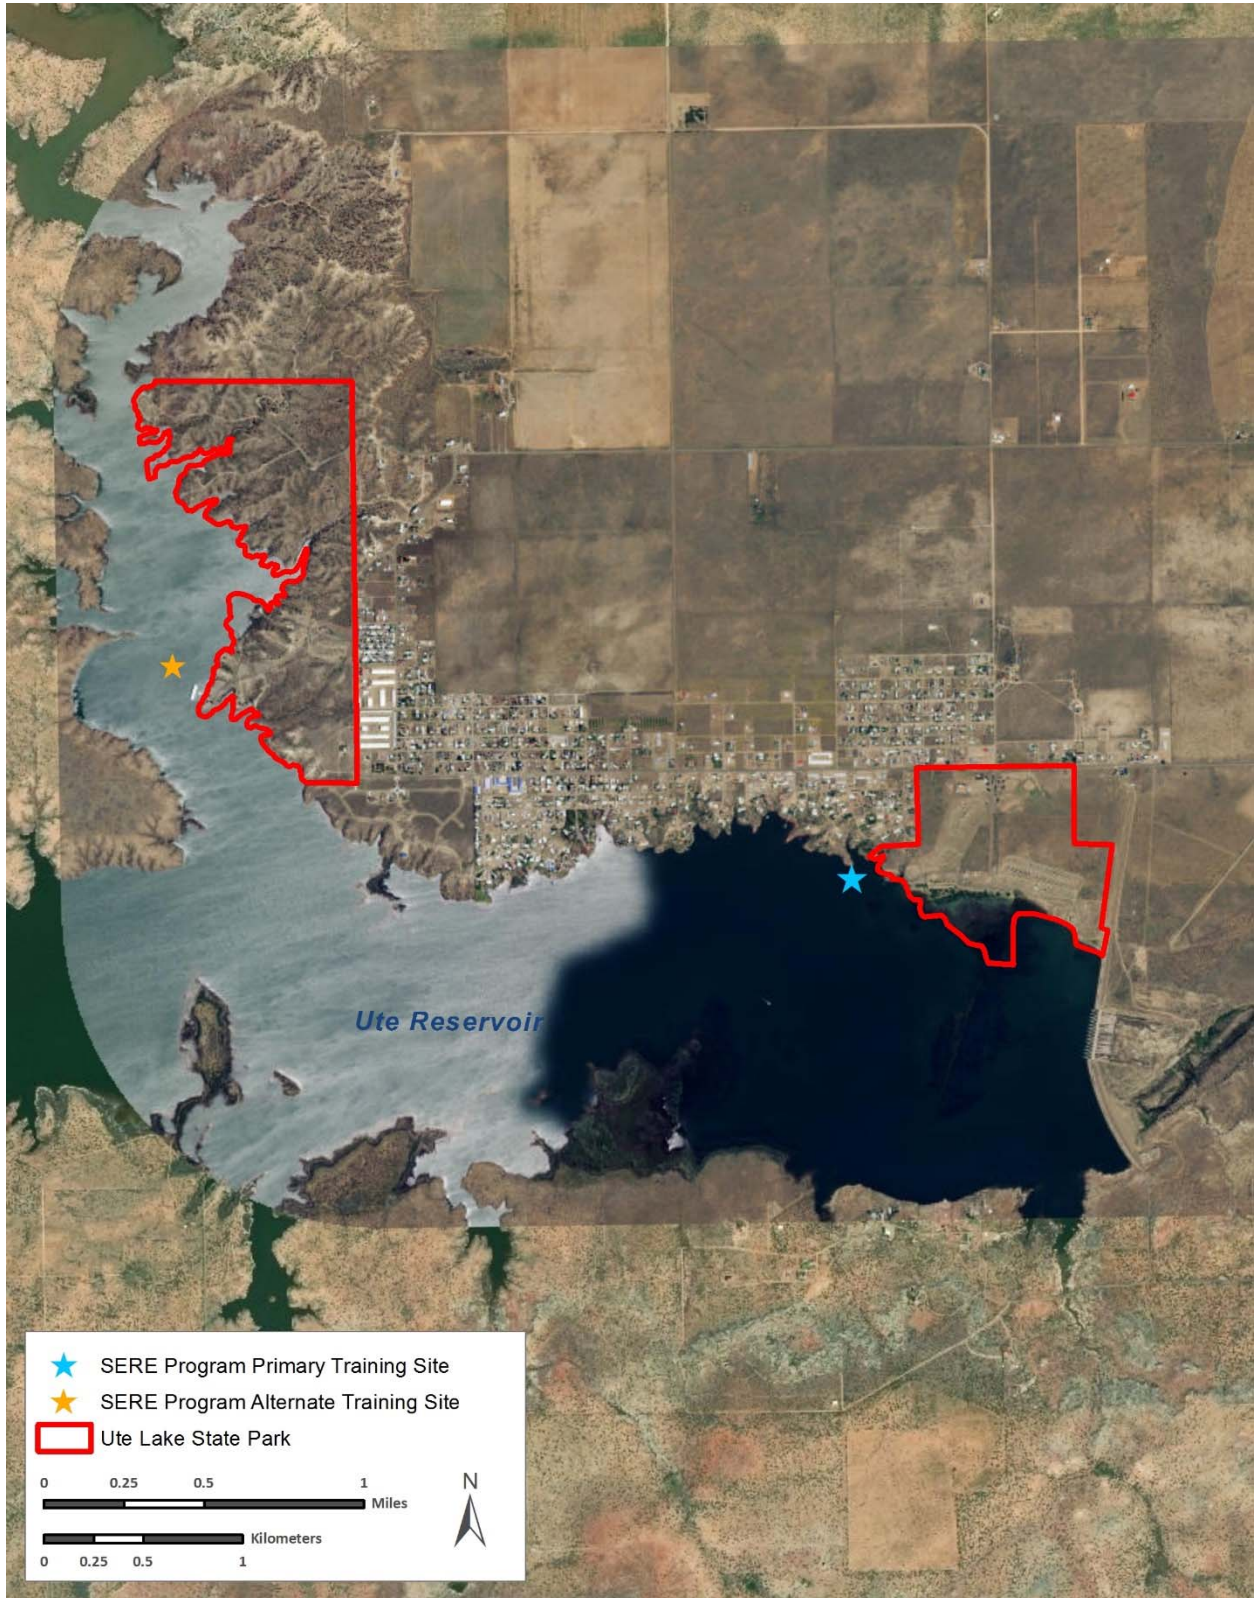 Ute Reservoir
SERE Program Primary Training Site
SERE Program Alternate Training Site
Ute Lake State Park
0 0.25 0.5 1
Miles
N
Kilometers
0 0.25 0.5 1